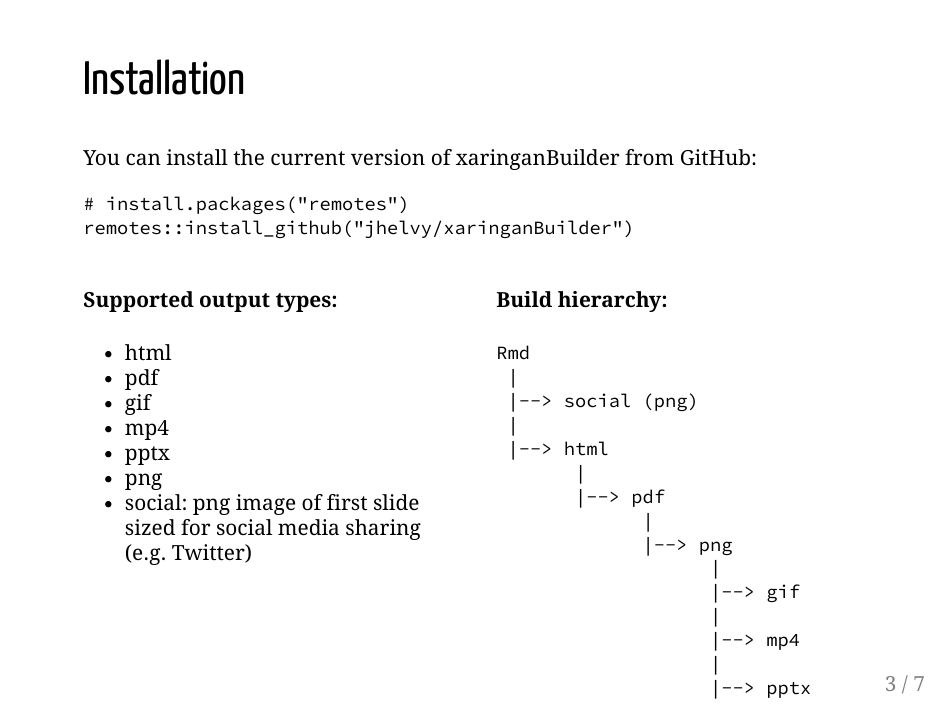 Installation
You can install the current version of xaringanBuilder from GitHub:
# install.packages("remotes")
remotes::install_github("jhelvy/xaringanBuilder")
Supported output types:
• html
• pdf
• gif
• mp4
• pptx
• png
• social: png image of first slide
sized for social media sharing
(e.g. Twitter)
Build hierarchy:
Rmd
 |
 |--> social (png)
 |
 |--> html
       |
       |--> pdf
             |
             |--> png
                   |
                   |--> gif
                   |
                   |--> mp4
                   |
                   |--> pptx
3 / 7